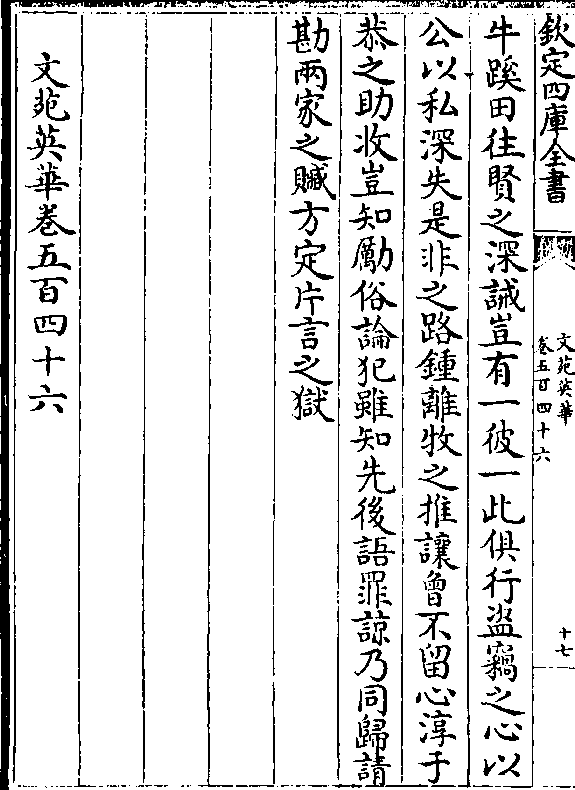 欽定四庫全書
文苑英華
卷五百四十六
十七
牛蹊田往賢之深誡豈有一彼一此俱行盜竊之心以
公以私深失是非之路鍾離牧之推讓曾不留心淳于
恭之助收豈知勵俗論犯雖知先後語罪諒乃同歸請
勘兩家之贓方定片言之獄
文苑英華卷五百四十六